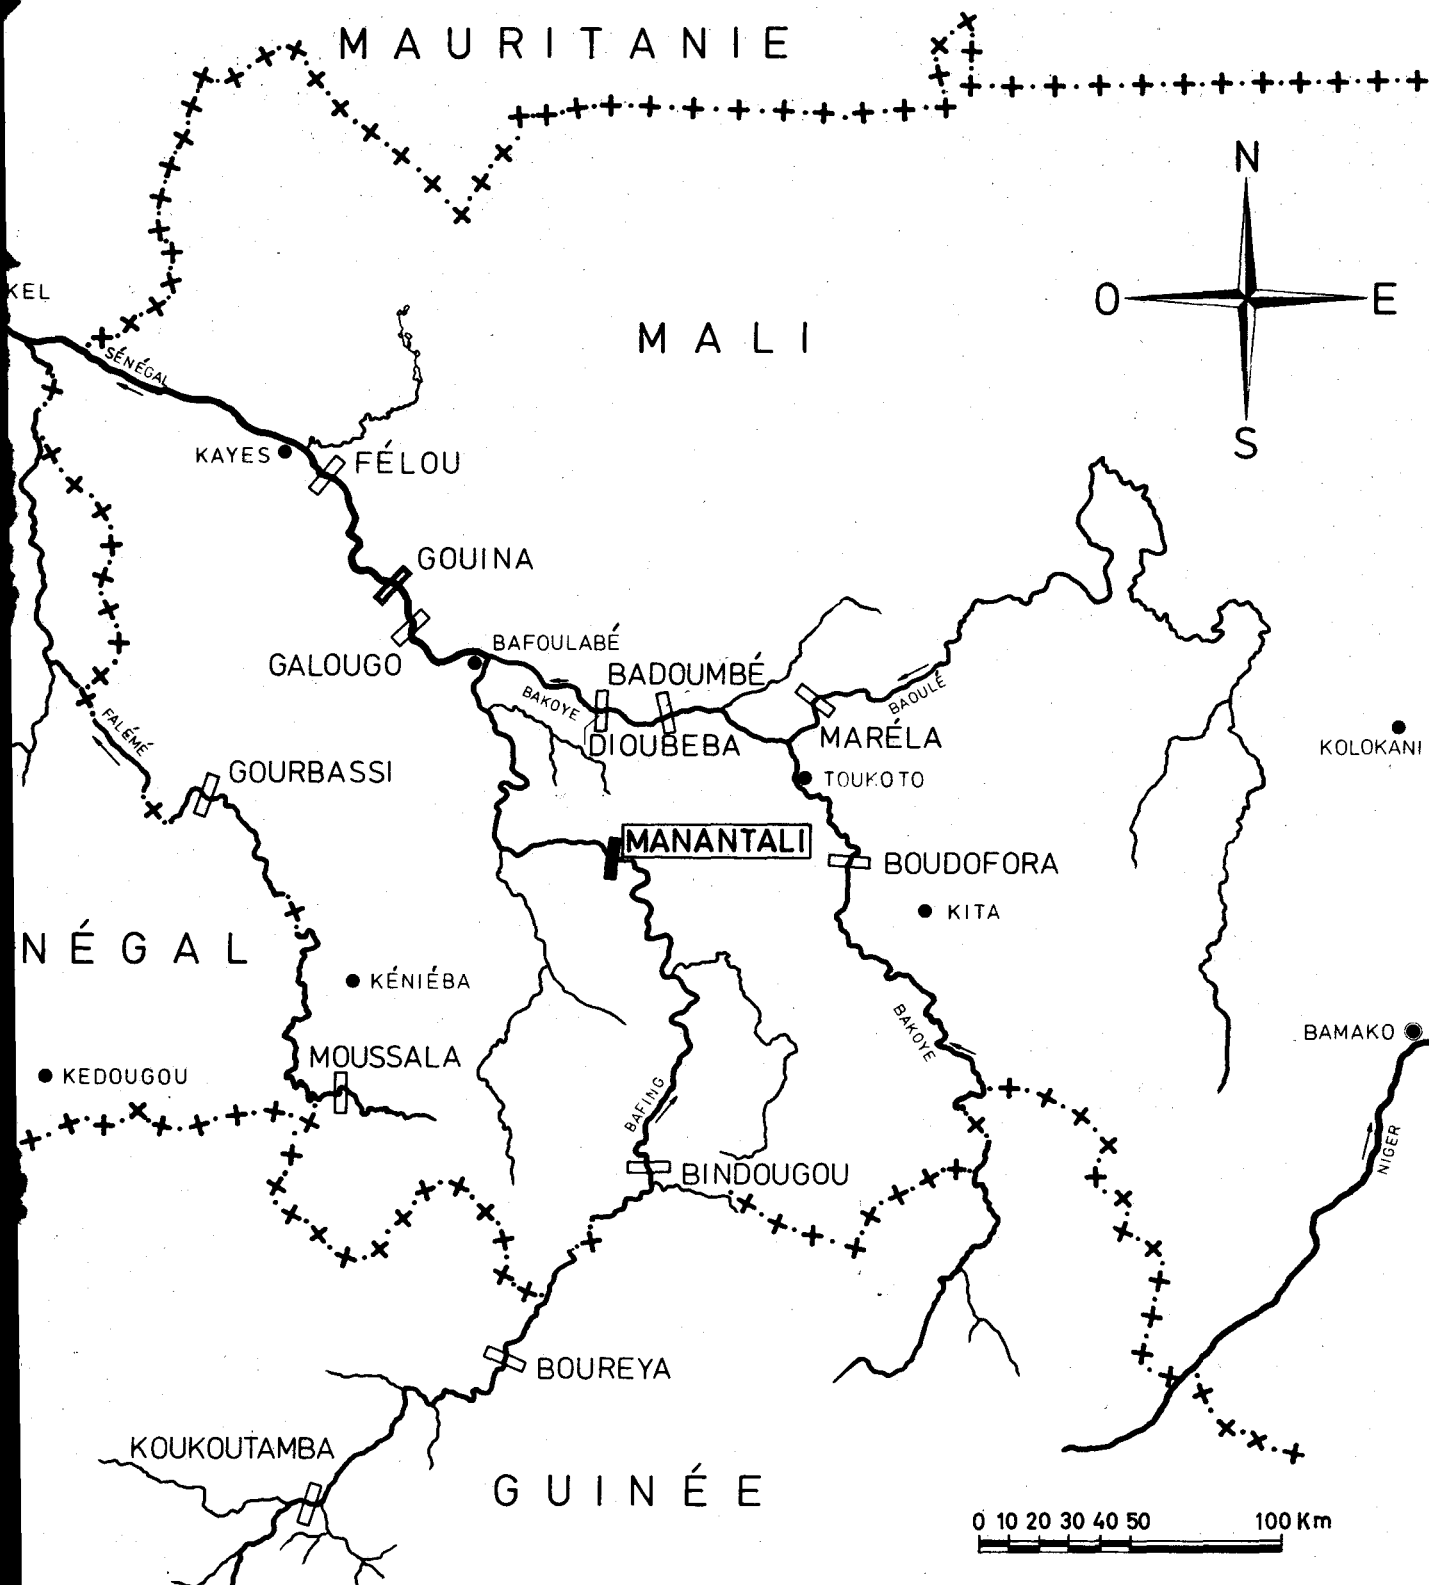 MAURITANIE
N
O
E
S
KEL
MALI
SÉNÉGAL
KAYES
FÉLOU
GOUINA
BAFOULABÉ
GALOUGO
BADOUMBÉ
BAKOYE
BAOULÉ
DIOUBEBA
MARÉLA
FALÉMÉ
KOLOKANI
GOURBASSI
TOUKOTO
MANANTALI
BOUDOFORA
KITA
NÉGAL
KÉNIÉBA
BAKOYE
BAMAKO
MOUSSALA
KEDOUGOU
BAFING
NIGER
BINDOUGOU
BOUREYA
KOUKOUTAMBA
GUINÉE
0 10 20 30 40 50 100 Km